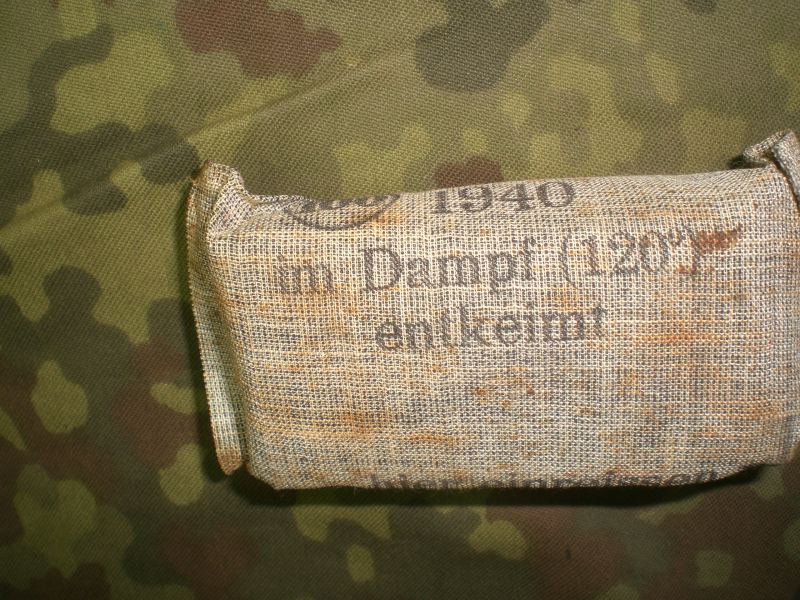 1940
im Dampf (120°)
entkeimt